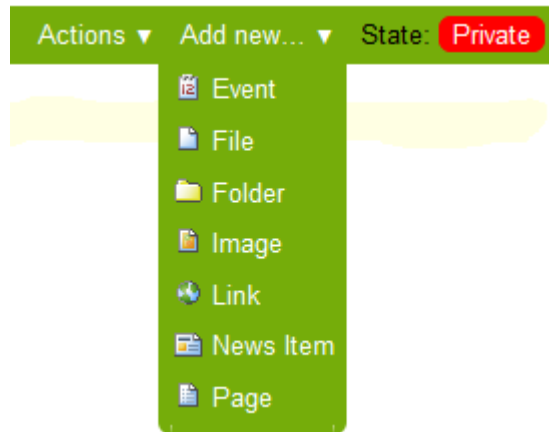 Actions ▼ Add new... ▼ State: Private
Event
File
Folder
Image
Link
News Item
Page